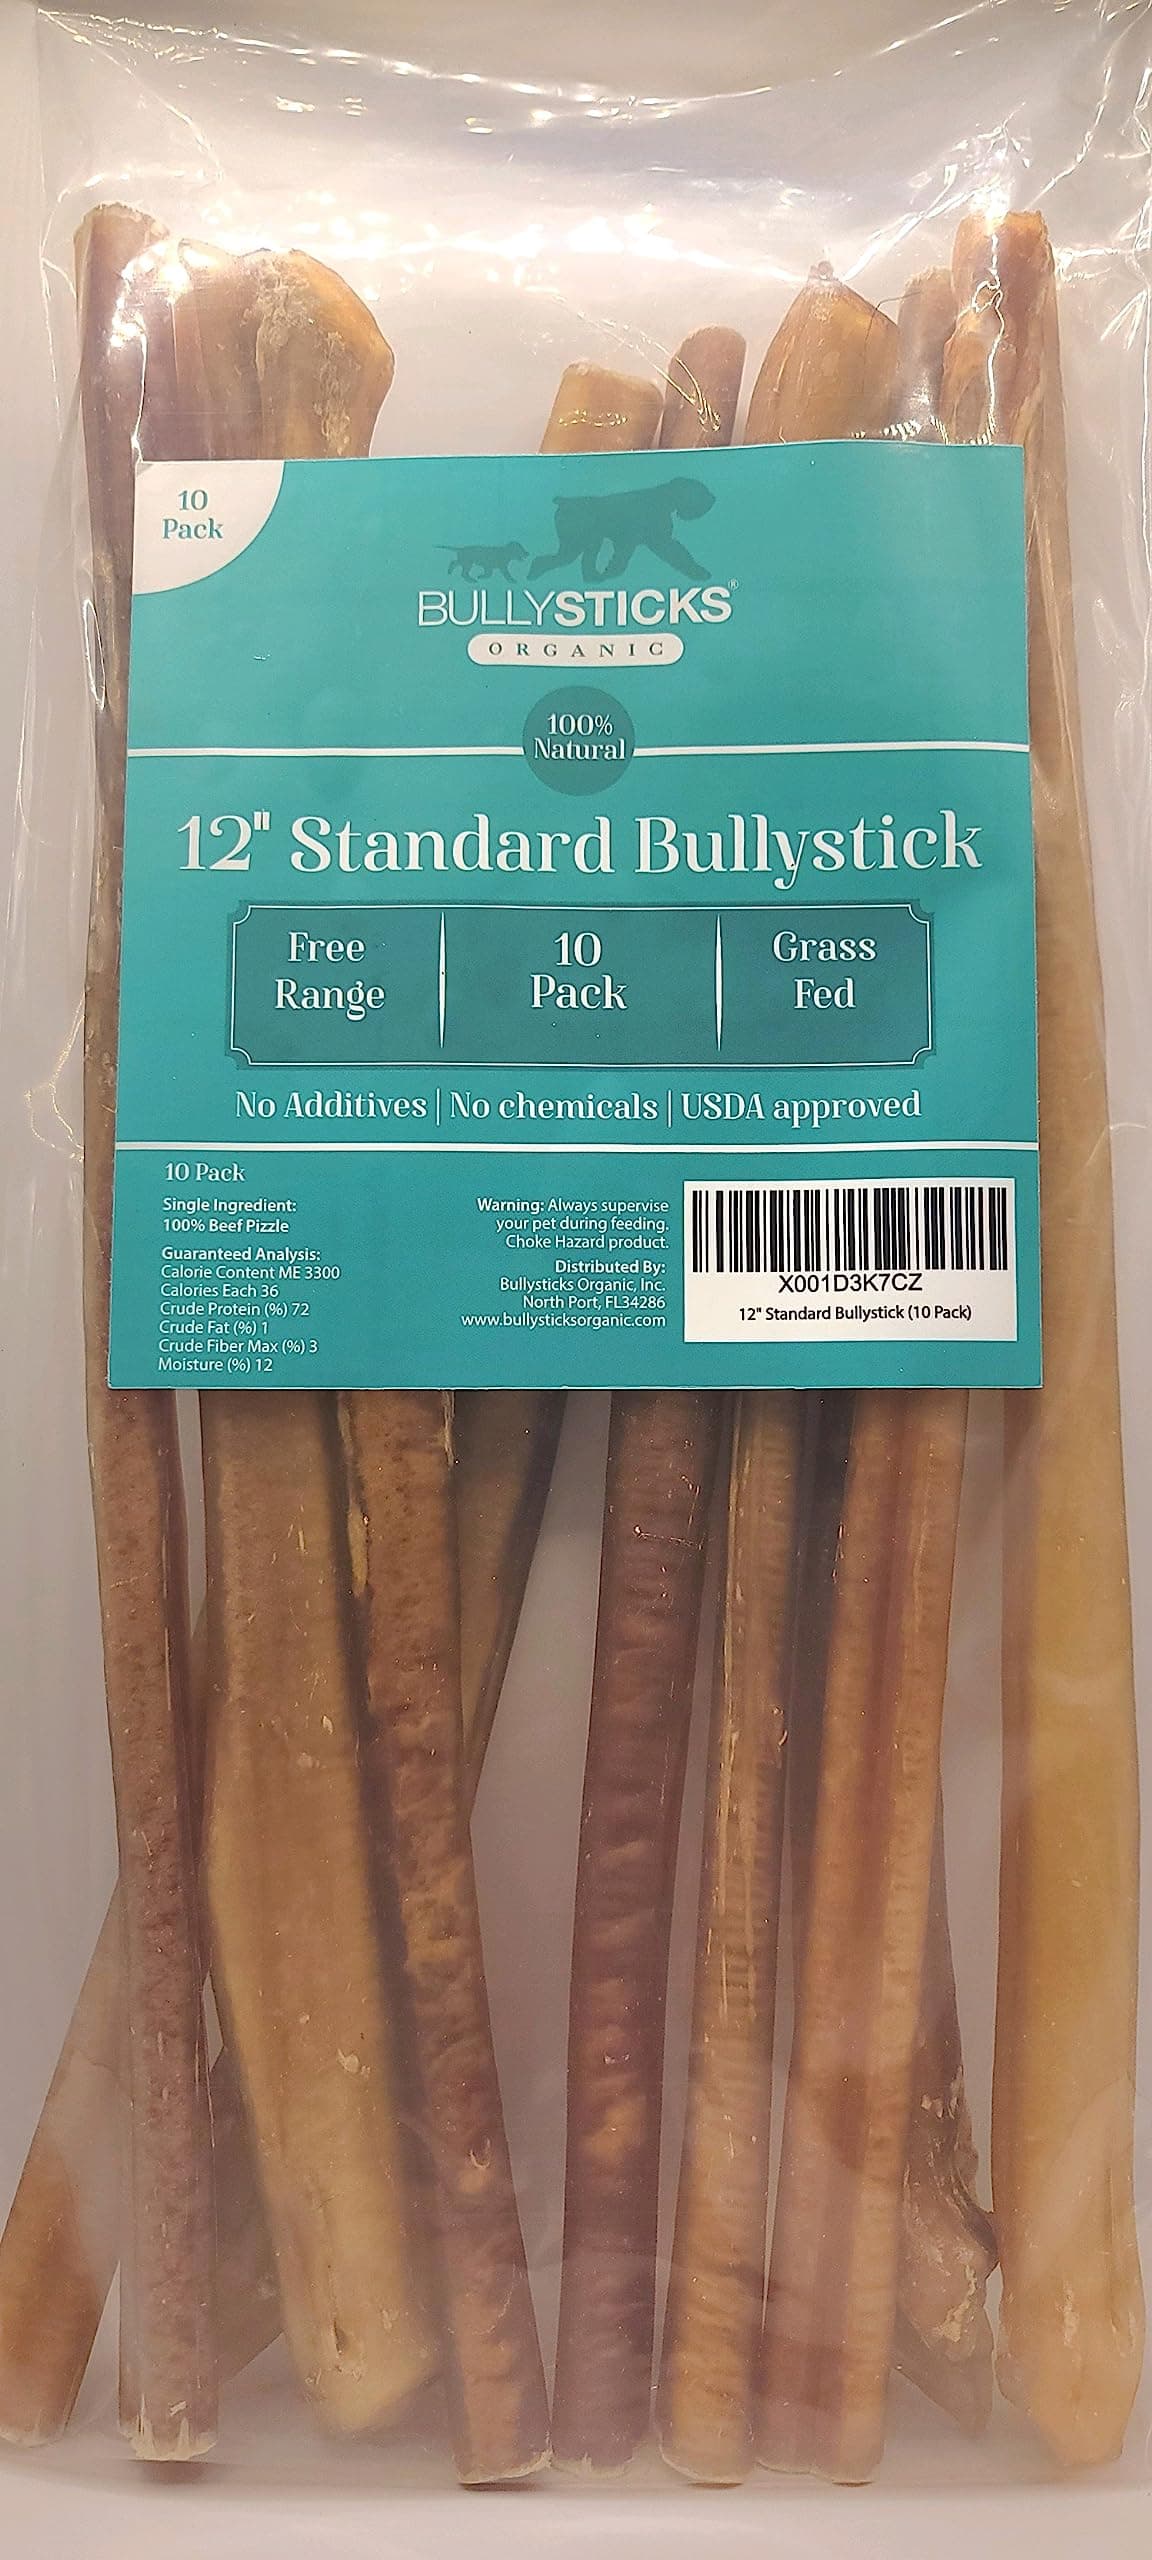 10
Pack
BULLYSTICKS®
ORGANIC
100%
Natural
12" Standard Bullystick
Free
Range
10
Pack
Grass
Fed
No Additives | No chemicals | USDA approved
10 Pack
Single Ingredient:
100% Beef Pizzle
Guaranteed Analysis:
Calorie Content ME 3300
Calories Each 36
Crude Protein (%) 72
Crude Fat (%) 1
Crude Fiber Max (%) 3
Moisture (%) 12
Warning: Always supervise
your pet during feeding.
Choke Hazard product.
Distributed By:
Bullysticks Organic, Inc.
North Port, FL34286
www.bullysticksorganic.com
X001D3K7CZ
12" Standard Bullystick (10 Pack)